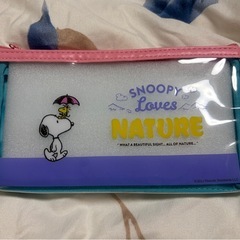 SNOOPY
Loves
NATURE
"WHAT A BEAUTIFUL SIGHT... ALL OF NATURE..."